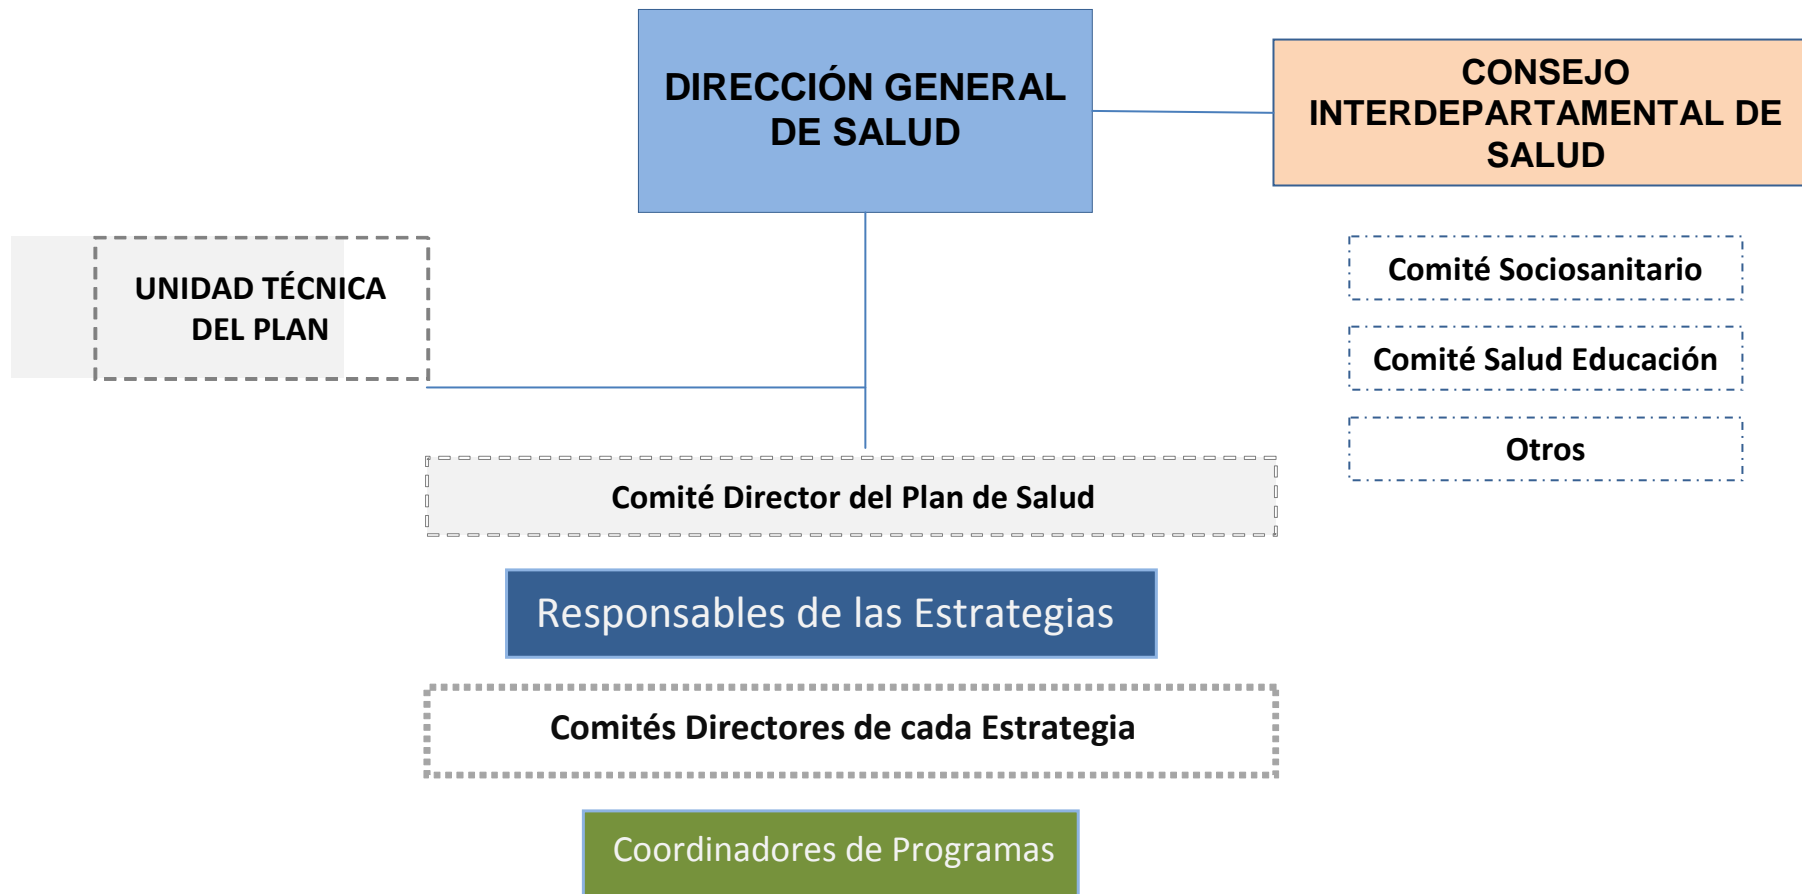 DIRECCIÓN GENERAL
DE SALUD
CONSEJO
INTERDEPARTAMENTAL DE
SALUD
UNIDAD TÉCNICA
DEL PLAN
Comité Sociosanitario
Comité Salud Educación
Otros
Comité Director del Plan de Salud
Responsables de las Estrategias
Comités Directores de cada Estrategia
Coordinadores de Programas